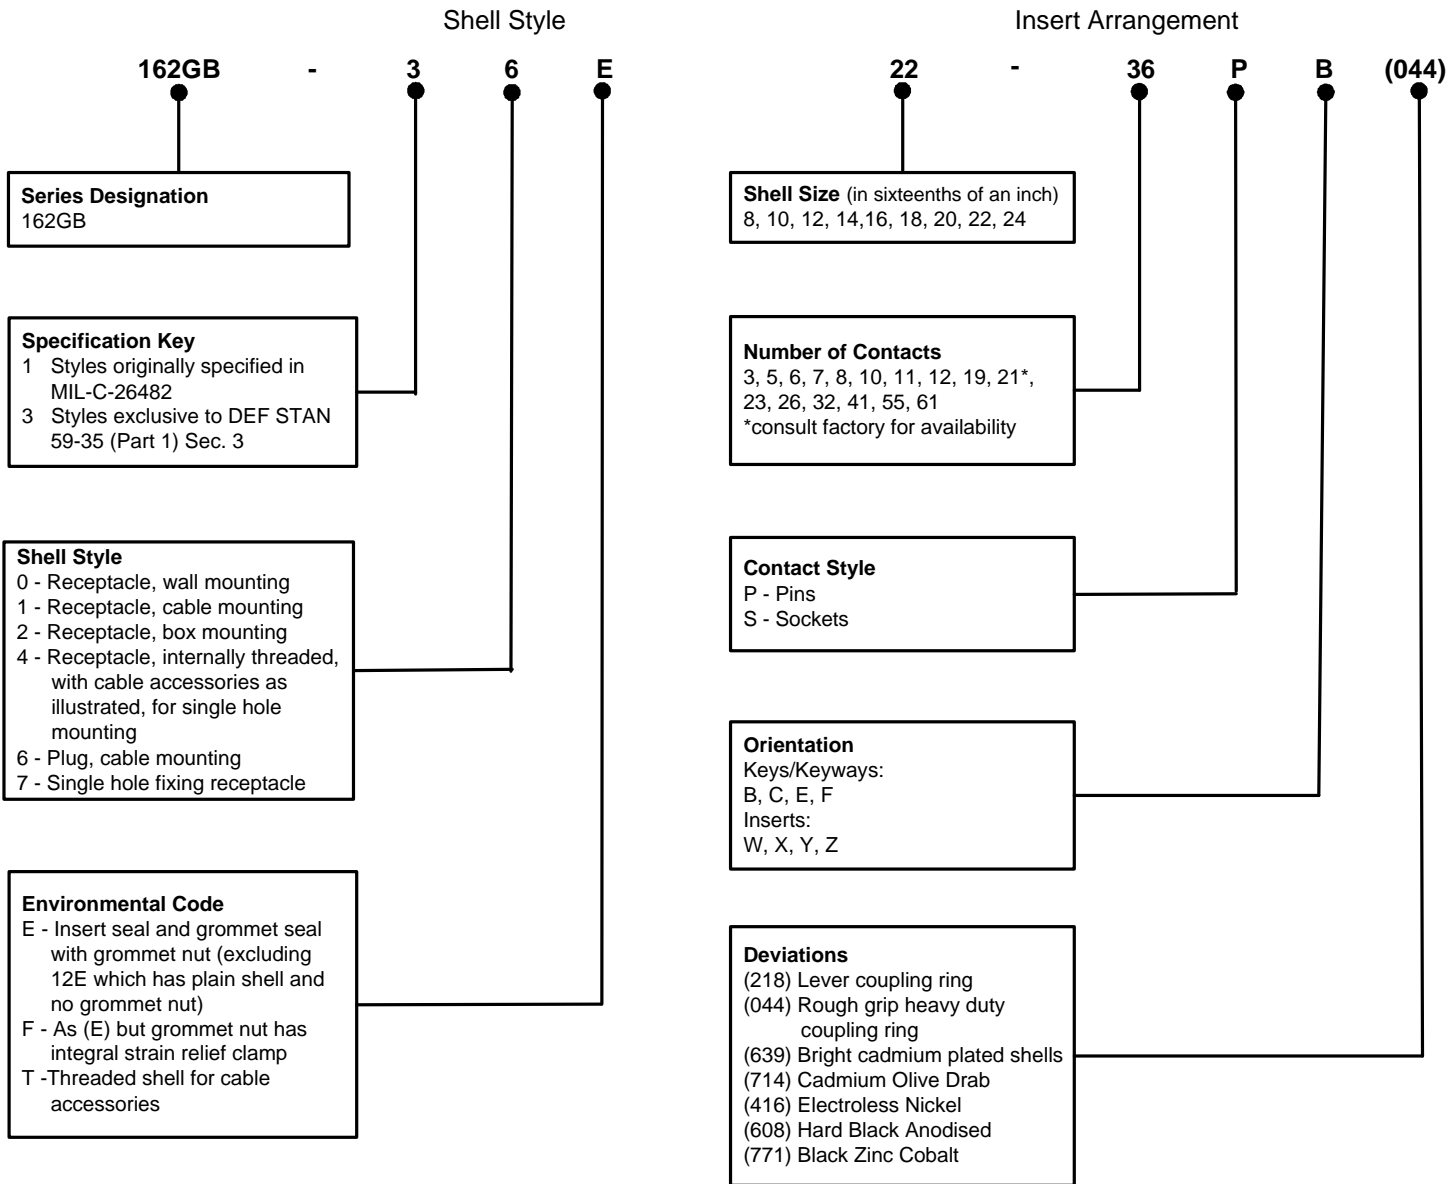 Shell Style
162GB - 3 6 E
Series Designation
162GB
Specification Key
1 Styles originally specified in
MIL-C-26482
3 Styles exclusive to DEF STAN
59-35 (Part 1) Sec. 3
Shell Style
0 - Receptacle, wall mounting
1 - Receptacle, cable mounting
2 - Receptacle, box mounting
4 - Receptacle, internally threaded,
with cable accessories as
illustrated, for single hole
mounting
6 - Plug, cable mounting
7 - Single hole fixing receptacle
Environmental Code
E - Insert seal and grommet seal
with grommet nut (excluding
12E which has plain shell and
no grommet nut)
F - As (E) but grommet nut has
integral strain relief clamp
T -Threaded shell for cable
accessories
Insert Arrangement
22 - 36 P B (044)
Shell Size (in sixteenths of an inch)
8, 10, 12, 14,16, 18, 20, 22, 24
Number of Contacts
3, 5, 6, 7, 8, 10, 11, 12, 19, 21*,
23, 26, 32, 41, 55, 61
*consult factory for availability
Contact Style
P - Pins
S - Sockets
Orientation
Keys/Keyways:
B, C, E, F
Inserts:
W, X, Y, Z
Deviations
(218) Lever coupling ring
(044) Rough grip heavy duty
coupling ring
(639) Bright cadmium plated shells
(714) Cadmium Olive Drab
(416) Electroless Nickel
(608) Hard Black Anodised
(771) Black Zinc Cobalt